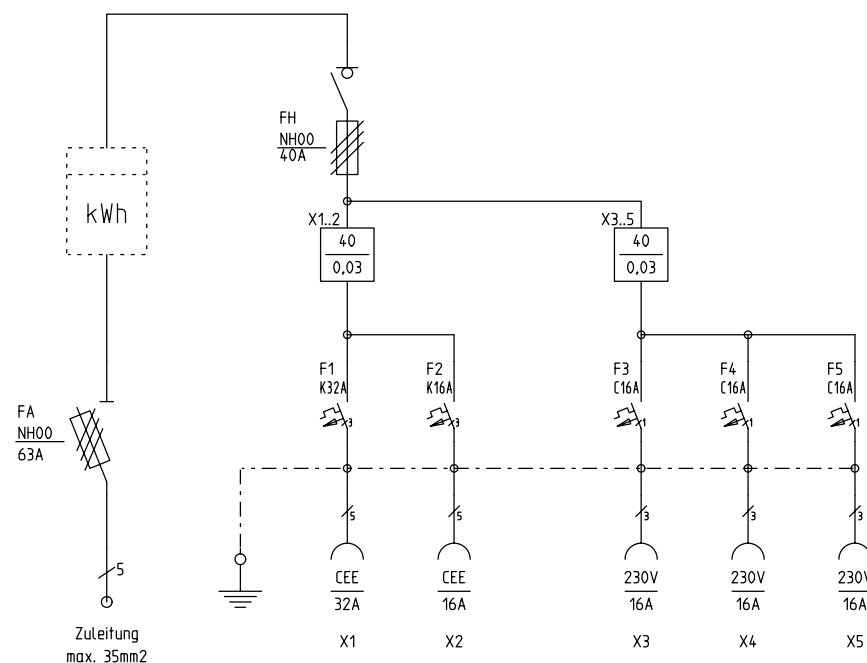 FH
NH00
40A
kWh
X1..2
X3..5
40
0,03
40
0,03
F1
K32A
F2
K16A
F3
C16A
F4
C16A
F5
C16A
3
3
1
1
1
FA
NH00
63A
5
5
5
3
3
3
CEE
32A
CEE
16A
230V
16A
230V
16A
230V
16A
Zuleitung
max. 35mm2
X1
X2
X3
X4
X5